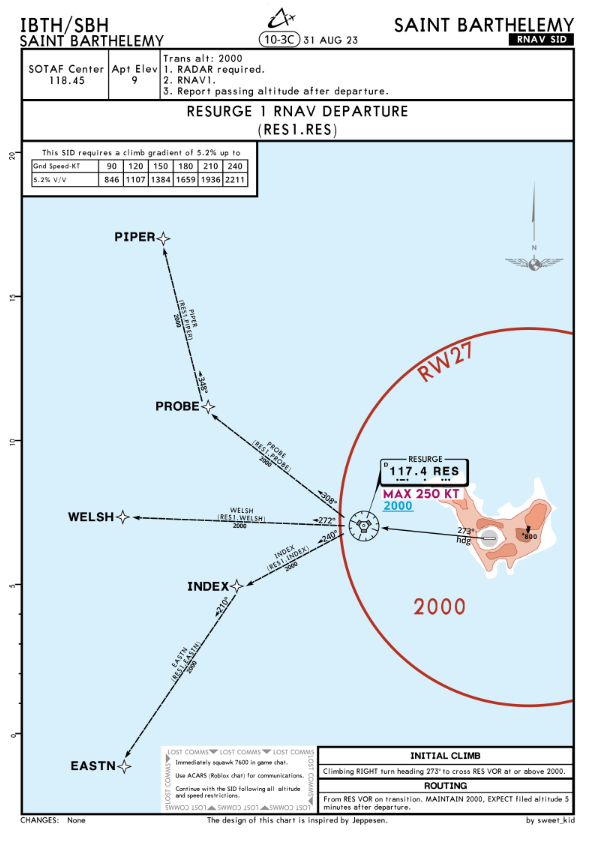 IBTH/SBH
SAINT BARTHELEMY
10-3C
31 AUG 23
SAINT BARTHELEMY
RNAV SID
SOTAF Center
118.45
Apt Elev
9
Trans alt: 2000
1. RADAR required.
2. RNAV1.
3. Report passing altitude after departure.
RESURGE 1 RNAV DEPARTURE
(RES1.RES)
This SID requires a climb gradient of 5.2% up to
Gnd Speed-KT 90 120 150 180 210 240
5.2% V/V 846 1107 1384 1659 1936 2211
20
15
10
5
0
N
PIPER
PIPER
(RES1.PIPER)
2000
348°
PROBE
PROBE
(RES1.PROBE)
2000
308°
WELSH
WELSH
(RES1.WELSH)
2000
272°
INDEX
INDEX
(RES1.INDEX)
2000
240°
EASTN
(RES1.EASTN)
2000
210°
EASTN
RW27
RESURGE
D
117.4 RES
MAX 250 KT
2000
273°
hdg
800
2000
LOST COMMS LOST COMMS LOST COMMS
LOST COMMS
LOST COMMS
LOST COMMS LOST COMMS LOST COMMS
Immediately squawk 7600 in game chat.
Use ACARS (Roblox chat) for communications.
Continue with the SID following all altitude
and speed restrictions.
INITIAL CLIMB
Climbing RIGHT turn heading 273° to cross RES VOR at or above 2000.
ROUTING
From RES VOR on transition. MAINTAIN 2000, EXPECT filed altitude 5
minutes after departure.
CHANGES: None
The design of this chart is inspired by Jeppesen.
by sweet_kid